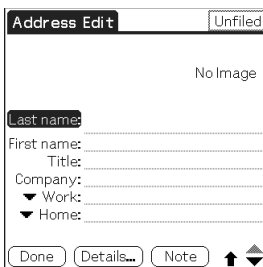 Address Edit Unfiled
No Image
Last name:
First name:
Title:
Company:
Work:
Home:
Done Details... Note